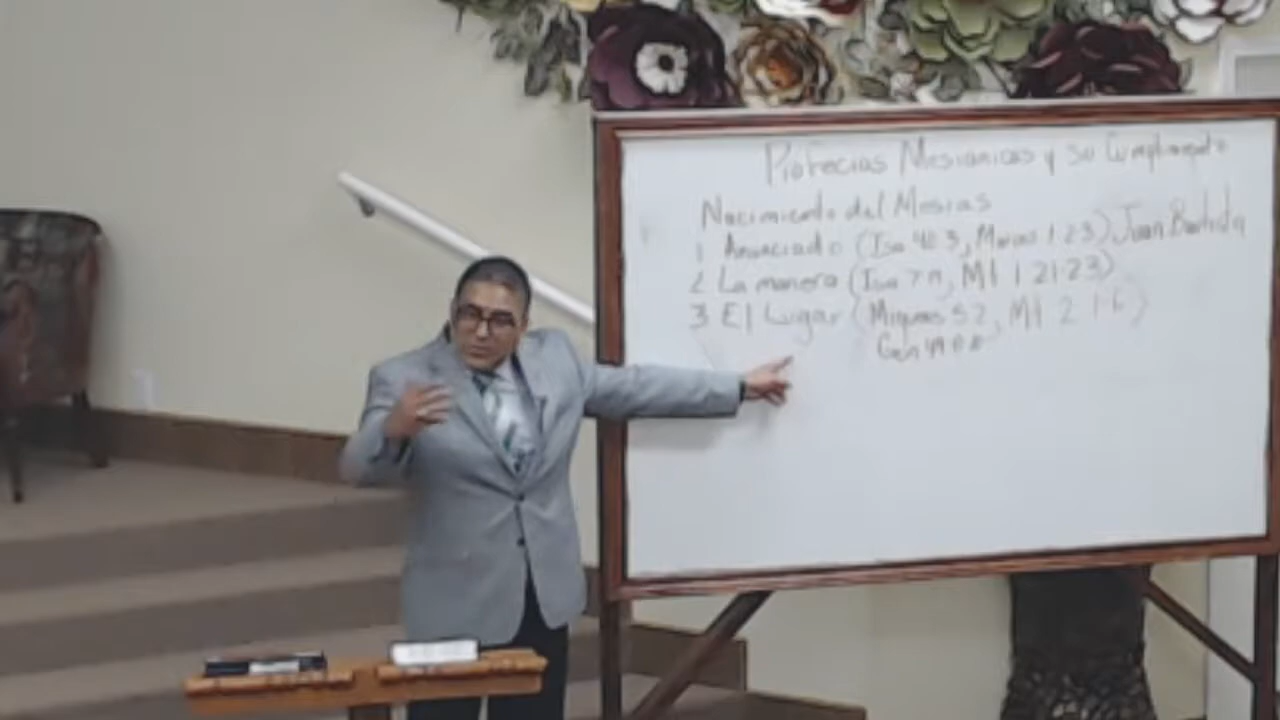 Profecias Mesianicas y su Cumplimiento
Nacimiento del Mesias
1 Anunciado (Isa 40:3, Marcos 1:2-3) Juan Bautista
2 La manera (Isa 7:14, Mt 1:21-23)
3 El Lugar (Miqueas 5:2, Mt 2:1-6)
Gen